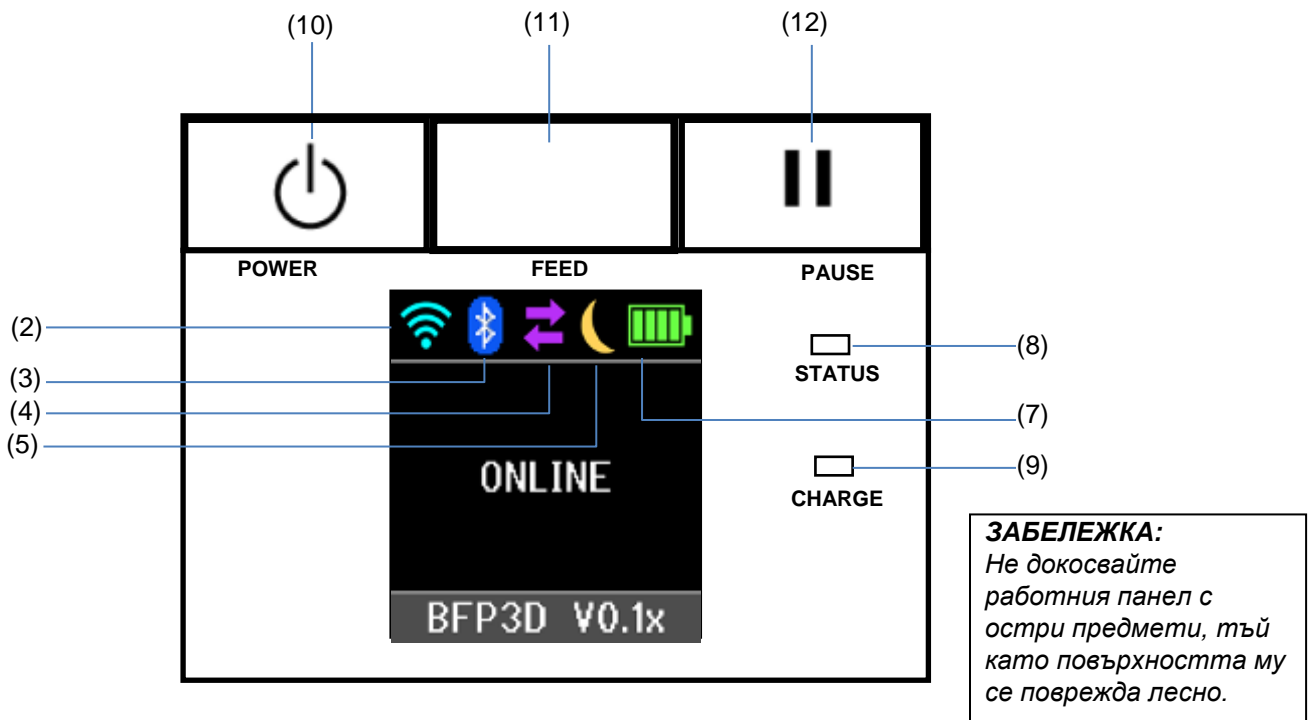 (10)
(11)
(12)
POWER
FEED
PAUSE
(2)
(3)
(4)
(5)
(8)
STATUS
(7)
ONLINE
(9)
CHARGE
BFP3D V0.1x
ЗАБЕЛЕЖКА:
Не докосвайте
работния панел с
остри предмети, тъй
като повърхността му
се поврежда лесно.